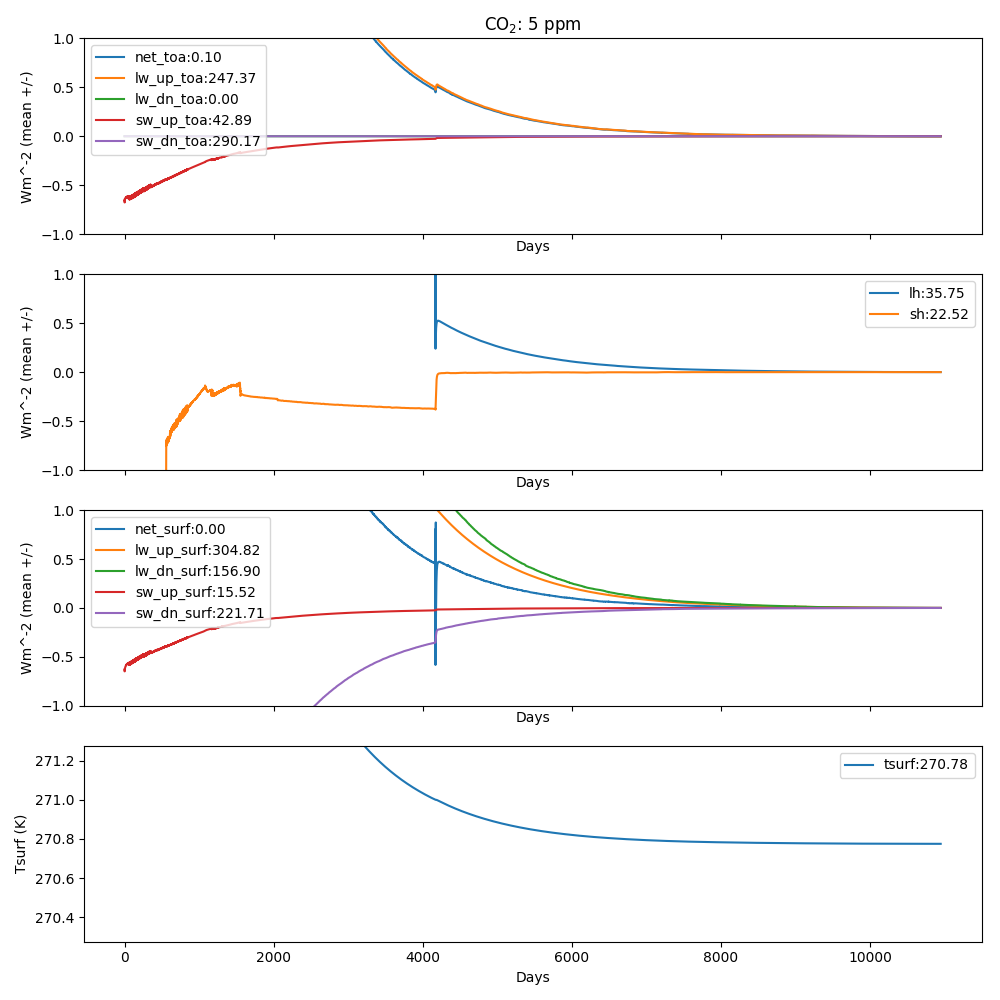 CO₂: 5 ppm
1.0
0.5
0.0
−0.5
−1.0
Wm^-2 (mean +/-)
net_toa:0.10
lw_up_toa:247.37
lw_dn_toa:0.00
sw_up_toa:42.89
sw_dn_toa:290.17
Days
1.0
0.5
0.0
−0.5
−1.0
Wm^-2 (mean +/-)
lh:35.75
sh:22.52
Days
1.0
0.5
0.0
−0.5
−1.0
Wm^-2 (mean +/-)
net_surf:0.00
lw_up_surf:304.82
lw_dn_surf:156.90
sw_up_surf:15.52
sw_dn_surf:221.71
Days
271.2
271.0
270.8
270.6
270.4
Tsurf (K)
tsurf:270.78
0 2000 4000 6000 8000 10000
Days